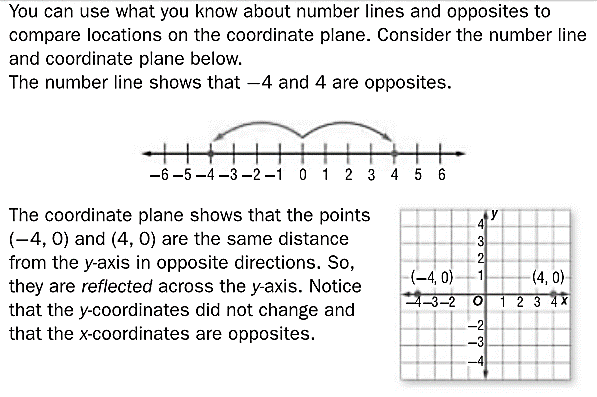 You can use what you know about number lines and opposites to
compare locations on the coordinate plane. Consider the number line
and coordinate plane below.
The number line shows that −4 and 4 are opposites.
−6 −5 −4 −3 −2 −1 0 1 2 3 4 5 6
The coordinate plane shows that the points
(−4, 0) and (4, 0) are the same distance
from the y-axis in opposite directions. So,
they are reflected across the y-axis. Notice
that the y-coordinates did not change and
that the x-coordinates are opposites.
y
4
3
2
(−4, 0) 1 (4, 0)
−4 −3 −2 O 1 2 3 4 x
−2
−3
−4